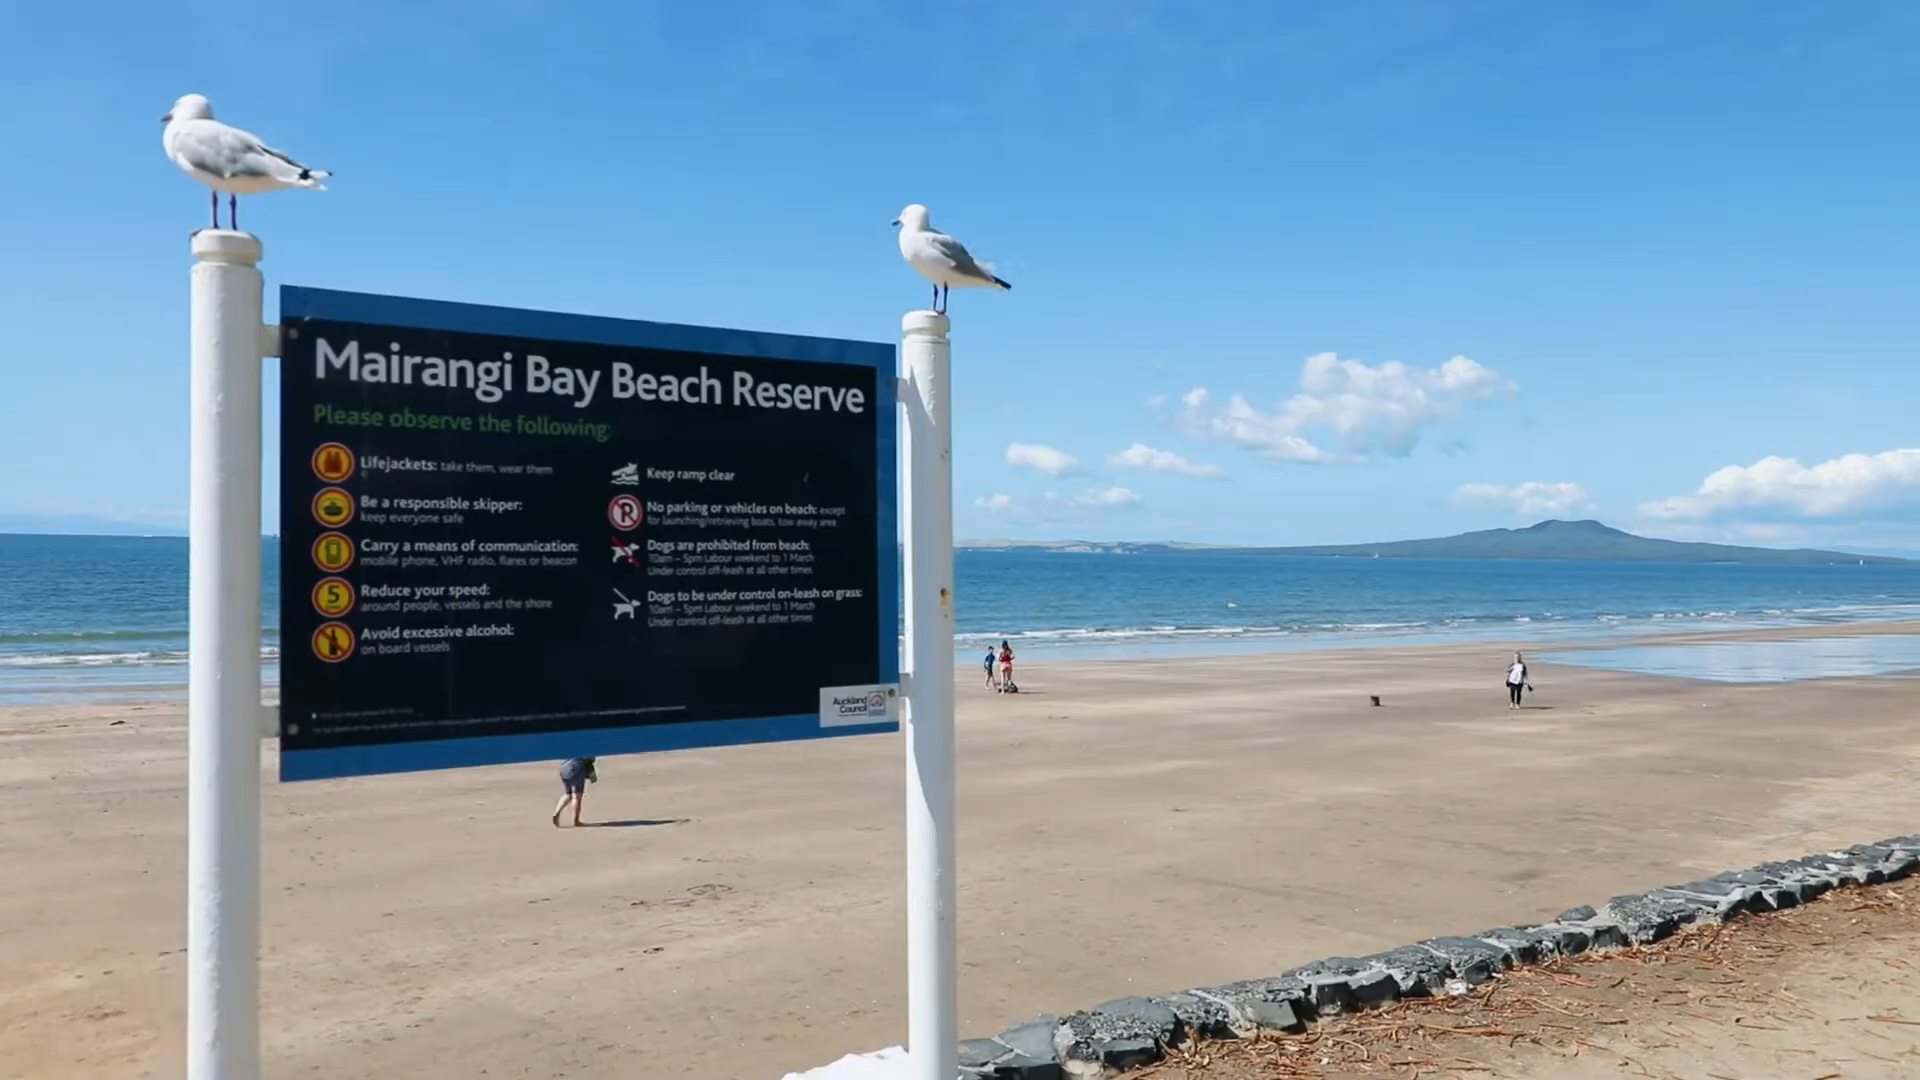 Mairangi Bay Beach Reserve
Please observe the following:
Lifejackets: take them, wear them
Be a responsible skipper:
keep everyone safe
Carry a means of communication:
mobile phone, VHF radio, flares or beacon
5
Reduce your speed:
around people, vessels and the shore
Avoid excessive alcohol:
on board vessels
Keep ramp clear
P
No parking or vehicles on beach: except
for launching/retrieving boats, tow away area
Dogs are prohibited from beach:
10am – 5pm Labour weekend to 1 March
Under control off-leash at all other times
Dogs to be under control on-leash on grass:
10am – 5pm Labour weekend to 1 March
Under control off-leash at all other times
Auckland
Council